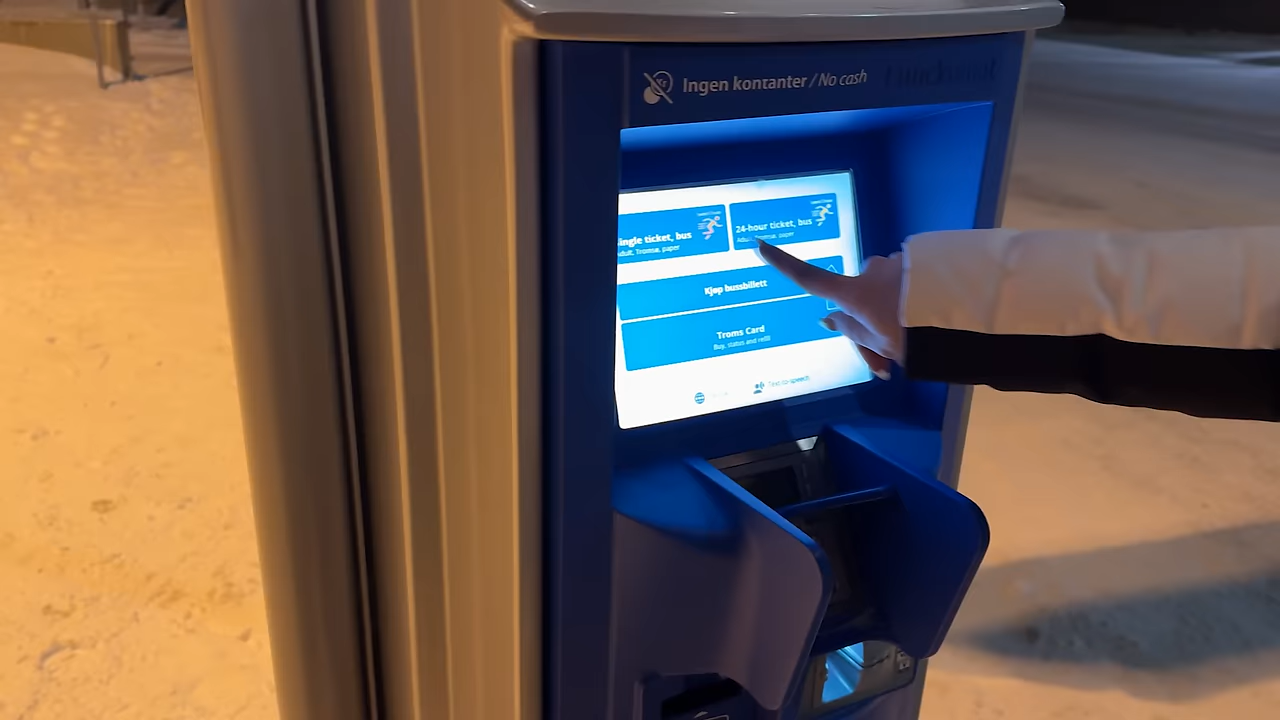 Ingen kontanter / No cash
ingle ticket, bus
Adult, Tromsø, paper
24-hour ticket, bus
Adult, Tromsø, paper
Kjøp bussbillett
Troms Card
Buy, status and refill
Text-to-speech